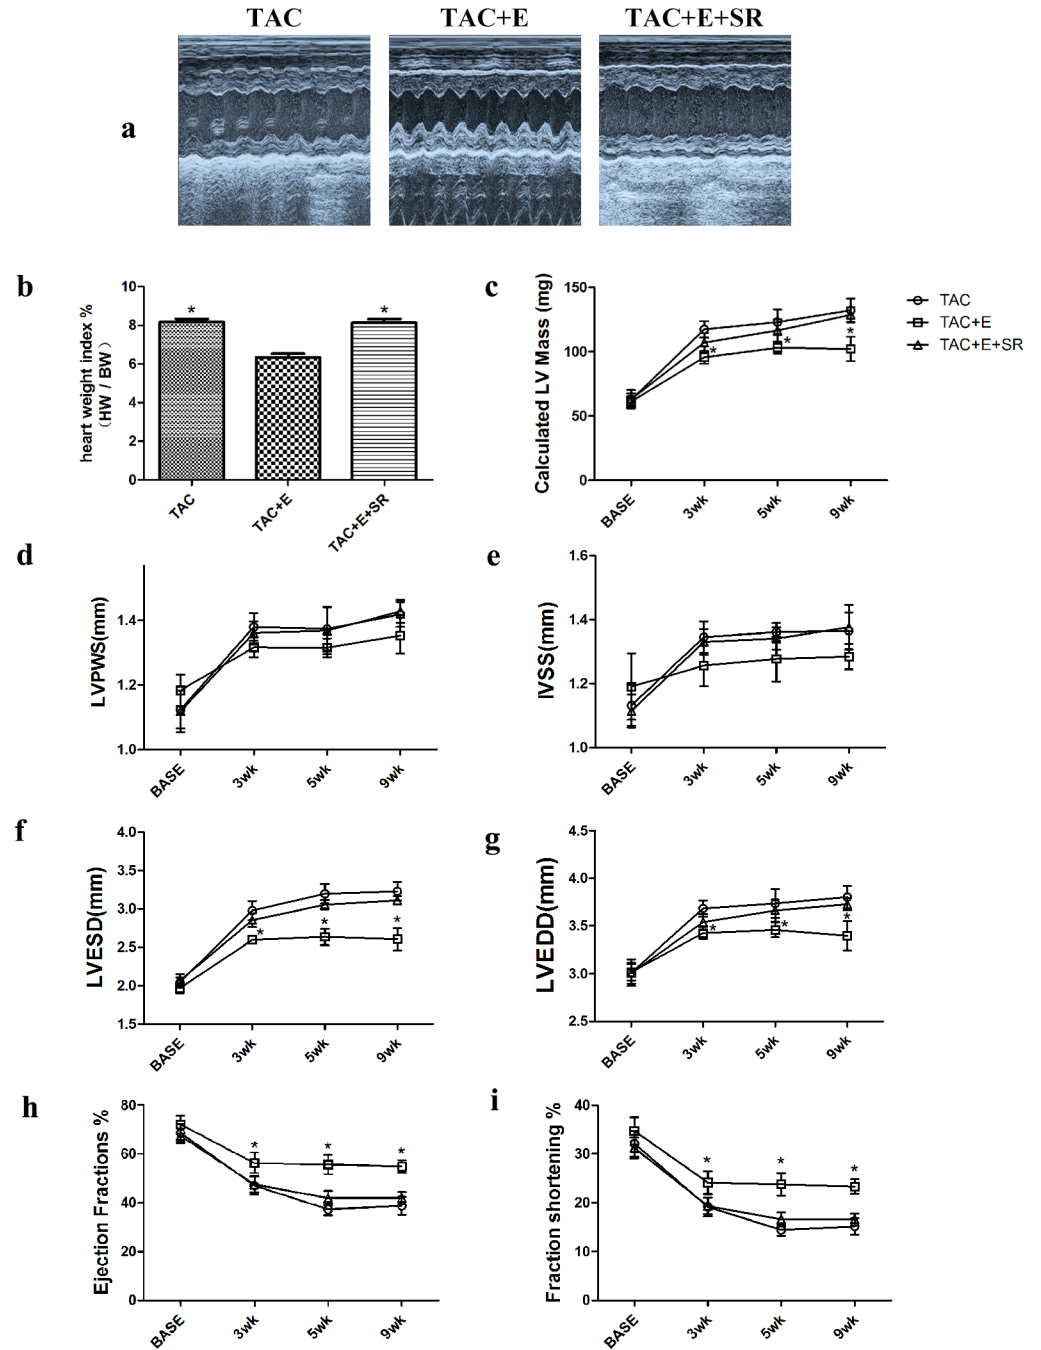 TAC TAC+E TAC+E+SR
a
b
heart weight index %
(HW / BW)
10
8
6
4
2
0
TAC TAC+E TAC+E+SR
c
Calculated LV Mass (mg)
150
100
50
0
BASE 3wk 5wk 9wk
* * *
TAC
TAC+E
TAC+E+SR
* *
d
LVPWS(mm)
1.4
1.2
1.0
BASE 3wk 5wk 9wk
e
IVSS(mm)
1.6
1.4
1.2
1.0
BASE 3wk 5wk 9wk
f
LVESD(mm)
4.0
3.5
3.0
2.5
2.0
1.5
BASE 3wk 5wk 9wk
* * *
g
LVEDD(mm)
4.5
4.0
3.5
3.0
2.5
BASE 3wk 5wk 9wk
* * *
h
Ejection Fractions %
80
60
40
20
0
BASE 3wk 5wk 9wk
* * *
i
Fraction shortening %
40
30
20
10
0
BASE 3wk 5wk 9wk
* * *